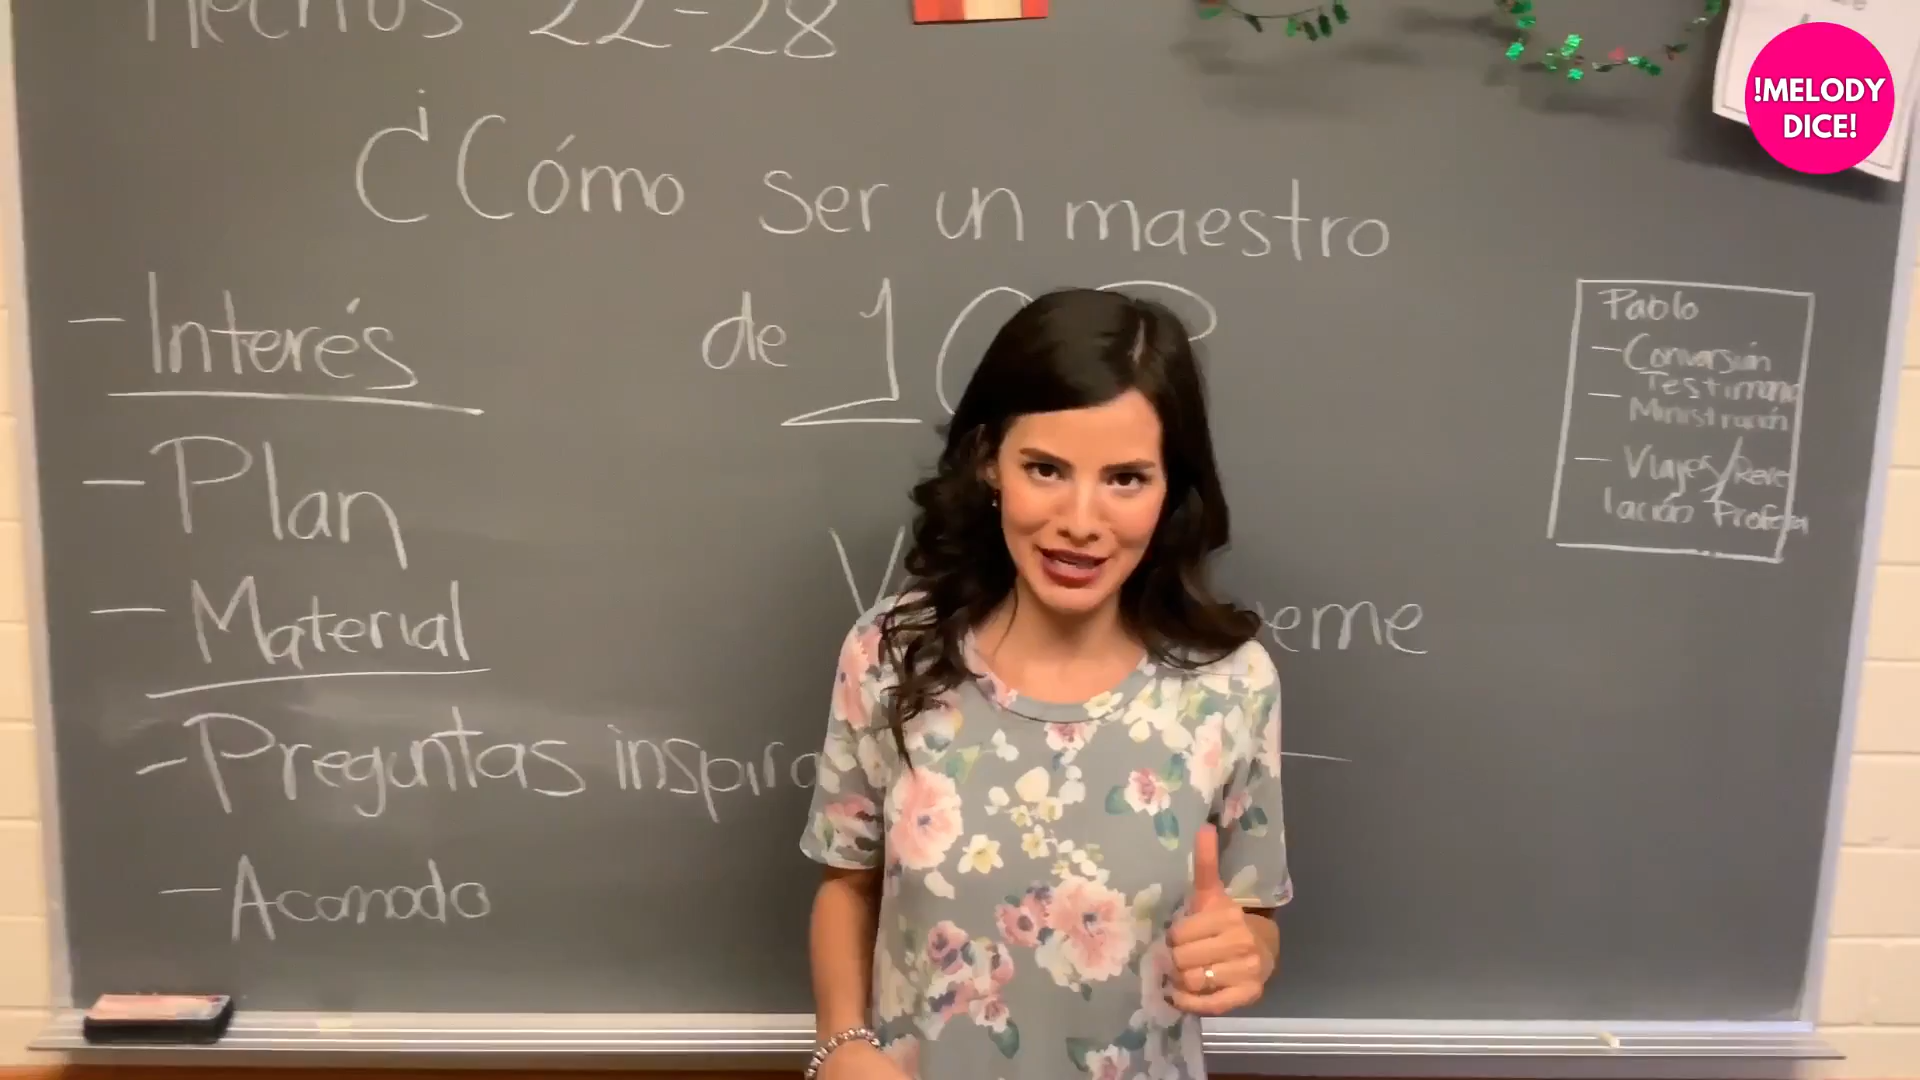 Hechos 22-28
!MELODY
DICE!
¿Cómo ser un maestro
de 10?
- Interés
- Plan
- Material
- Preguntas inspira
- Acomodo
eme
Pablo
- Conversión
Testimonio
- Ministración
- Viajes/Reve
lación Profeta